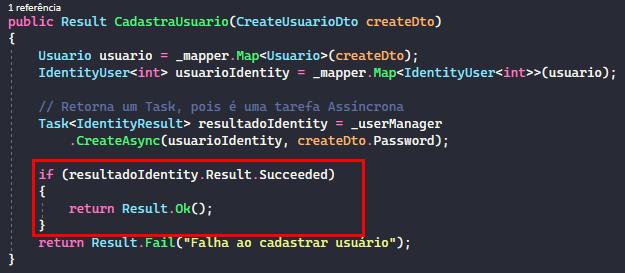 1 referência
public Result CadastraUsuario(CreateUsuarioDto createDto)
{
Usuario usuario = _mapper.Map<Usuario>(createDto);
IdentityUser<int> usuarioIdentity = _mapper.Map<IdentityUser<int>>(usuario);
// Retorna um Task, pois é uma tarefa Assíncrona
Task<IdentityResult> resultadoIdentity = _userManager
.CreateAsync(usuarioIdentity, createDto.Password);
if (resultadoIdentity.Result.Succeeded)
{
return Result.Ok();
}
return Result.Fail("Falha ao cadastrar usuário");
}